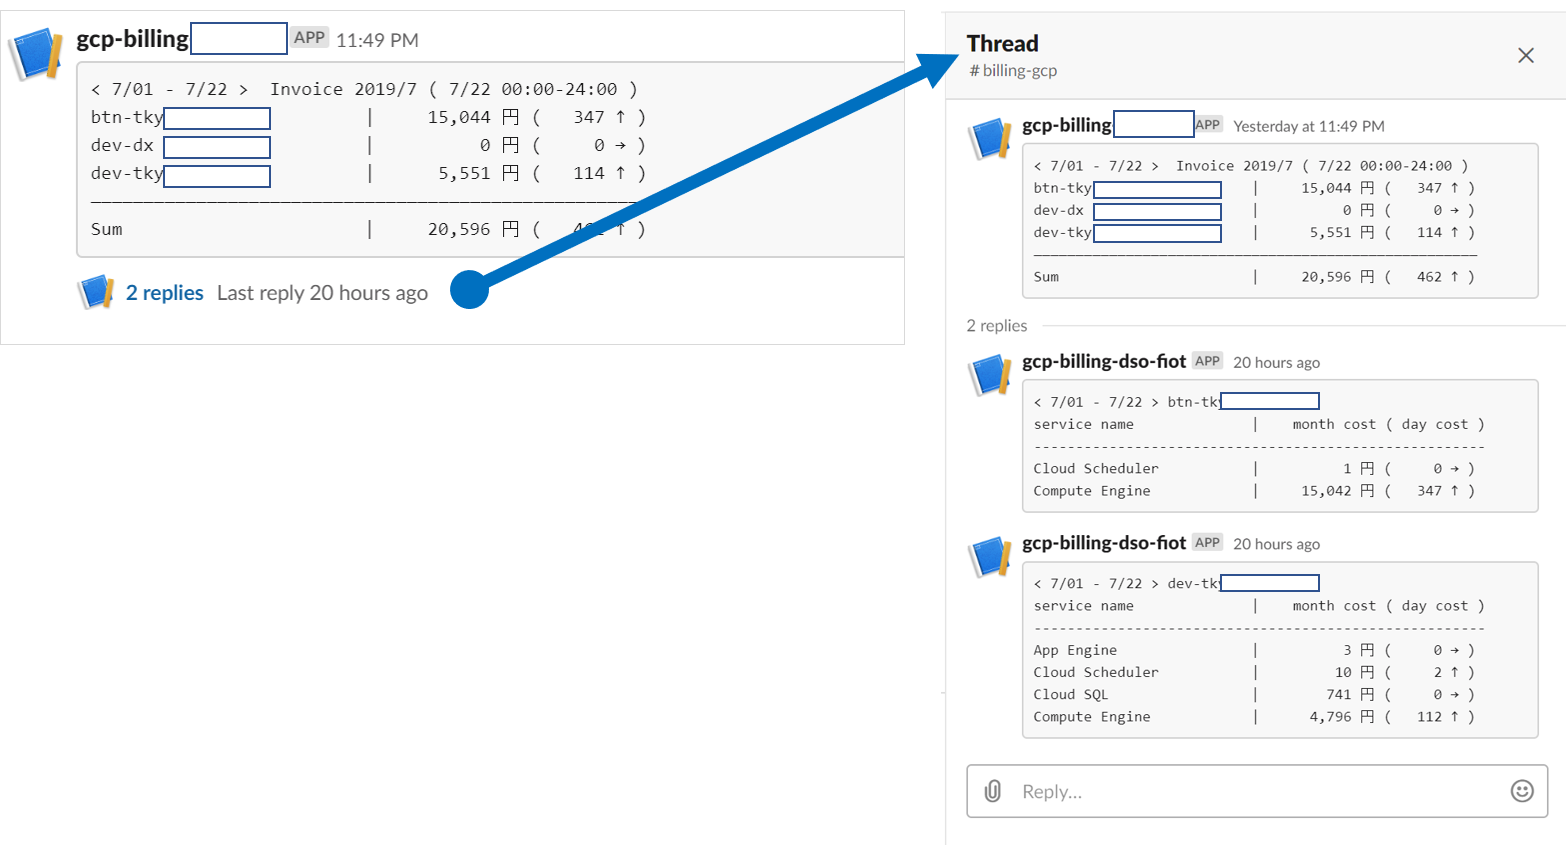 gcp-billing APP 11:49 PM
< 7/01 - 7/22 > Invoice 2019/7 ( 7/22 00:00-24:00 )
btn-tky | 15,044 円 ( 347 ↑ )
dev-dx | 0 円 ( 0 → )
dev-tky | 5,551 円 ( 114 ↑ )
Sum | 20,596 円 ( 462 ↑ )
2 replies Last reply 20 hours ago
Thread
# billing-gcp
gcp-billing APP Yesterday at 11:49 PM
< 7/01 - 7/22 > Invoice 2019/7 ( 7/22 00:00-24:00 )
btn-tky | 15,044 円 ( 347 ↑ )
dev-dx | 0 円 ( 0 → )
dev-tky | 5,551 円 ( 114 ↑ )
Sum | 20,596 円 ( 462 ↑ )
2 replies
gcp-billing-dso-fiot APP 20 hours ago
< 7/01 - 7/22 > btn-tky
service name | month cost ( day cost )
------------------------------------------------------
Cloud Scheduler | 1 円 ( 0 → )
Compute Engine | 15,042 円 ( 347 ↑ )
gcp-billing-dso-fiot APP 20 hours ago
< 7/01 - 7/22 > dev-tky
service name | month cost ( day cost )
------------------------------------------------------
App Engine | 3 円 ( 0 → )
Cloud Scheduler | 10 円 ( 2 ↑ )
Cloud SQL | 741 円 ( 0 → )
Compute Engine | 4,796 円 ( 112 ↑ )
Reply...